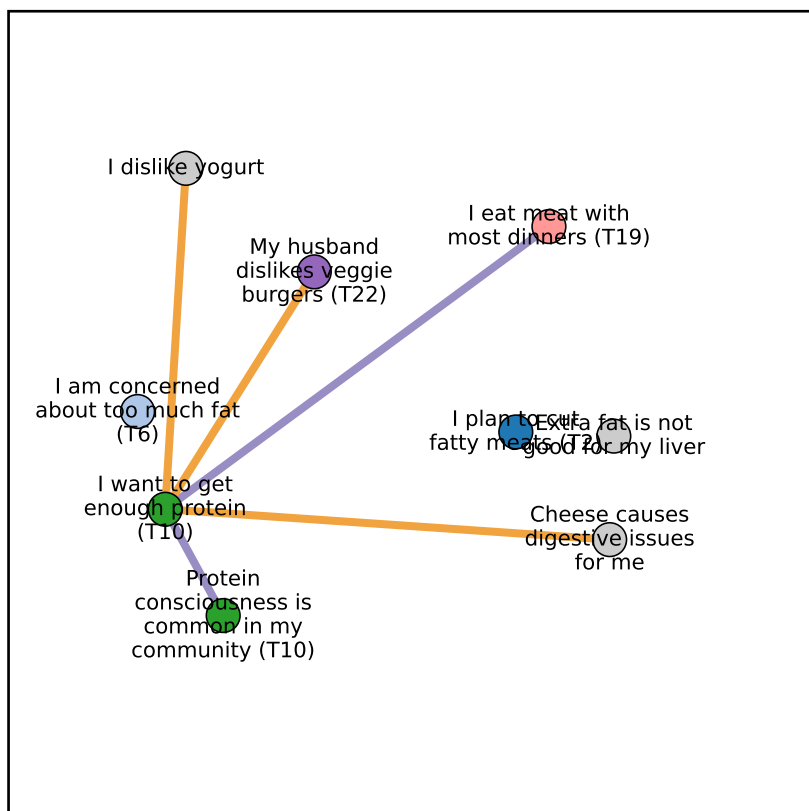 I dislike yogurt
I eat meat with
most dinners (T19)
My husband
dislikes veggie
burgers (T22)
I am concerned
about too much fat
(T6)
I plan to cut
fatty meats (T2)
Extra fat is not
good for my liver
I want to get
enough protein
(T10)
Cheese causes
digestive issues
for me
Protein
consciousness is
common in my
community (T10)